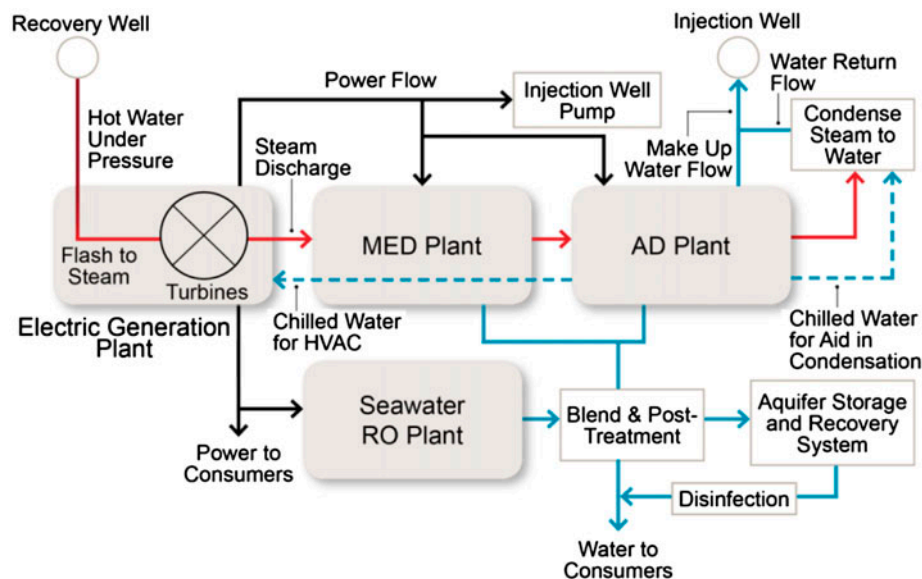 Recovery Well
Injection Well
Power Flow
Injection Well
Pump
Water Return
Flow
Hot Water
Under
Pressure
Steam
Discharge
Make Up
Water Flow
Condense
Steam to
Water
MED Plant
AD Plant
Flash to
Steam
Turbines
Electric Generation
Plant
Chilled Water
for HVAC
Chilled Water
for Aid in
Condensation
Seawater
RO Plant
Blend & Post-
Treatment
Aquifer Storage
and Recovery
System
Power to
Consumers
Disinfection
Water to
Consumers